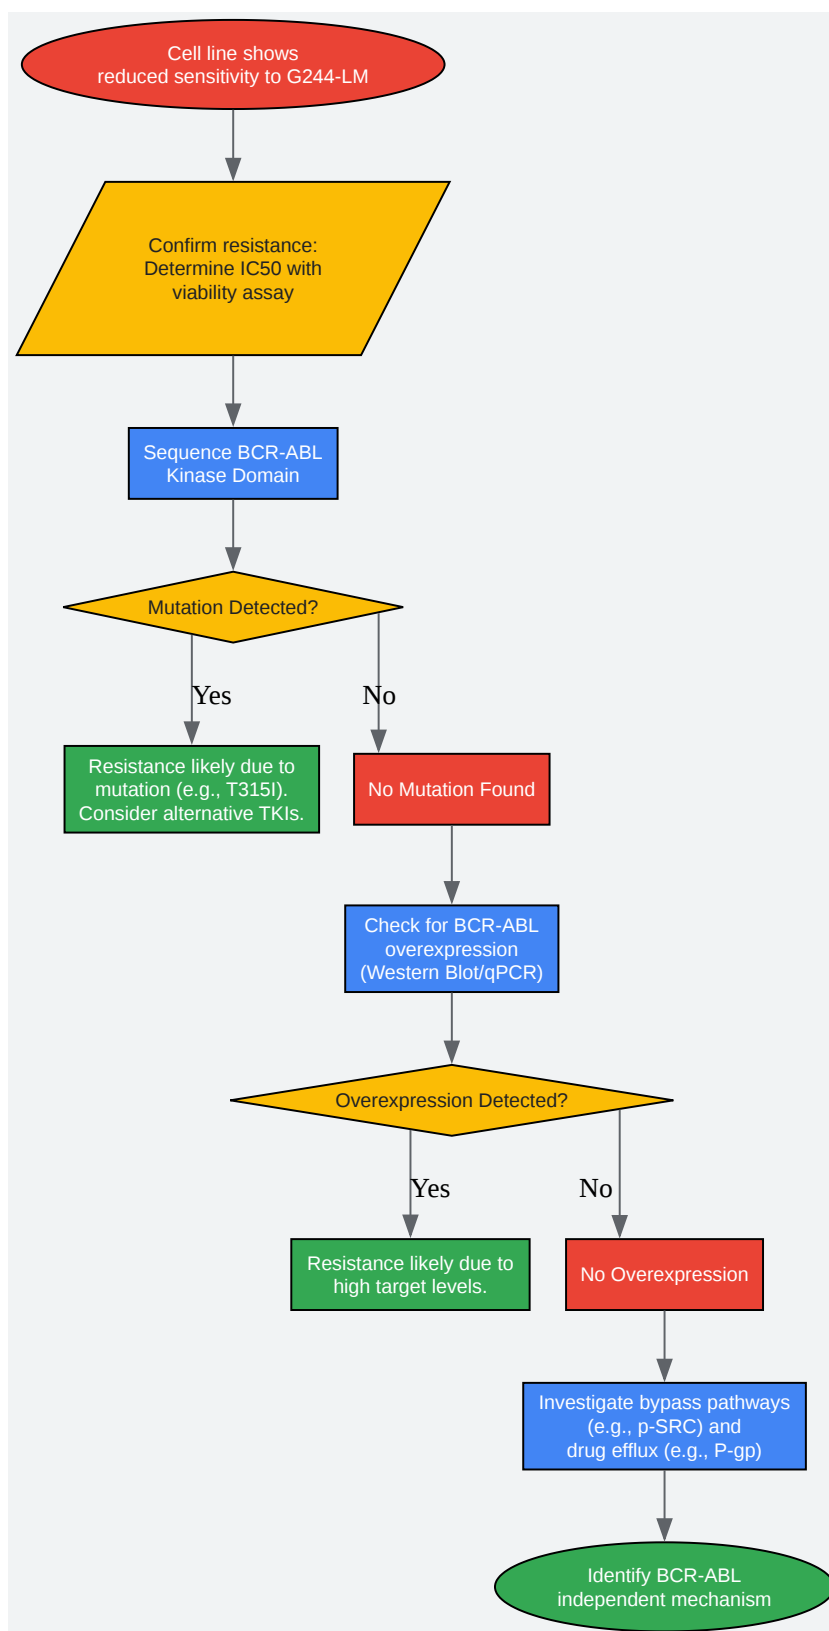 Cell line shows
reduced sensitivity to G244-LM
Confirm resistance:
Determine IC50 with
viability assay
Sequence BCR-ABL
Kinase Domain
Mutation Detected?
Yes
No
Resistance likely due to
mutation (e.g., T315I).
Consider alternative TKIs.
No Mutation Found
Check for BCR-ABL
overexpression
(Western Blot/qPCR)
Overexpression Detected?
Yes
No
Resistance likely due to
high target levels.
No Overexpression
Investigate bypass pathways
(e.g., p-SRC) and
drug efflux (e.g., P-gp)
Identify BCR-ABL
independent mechanism